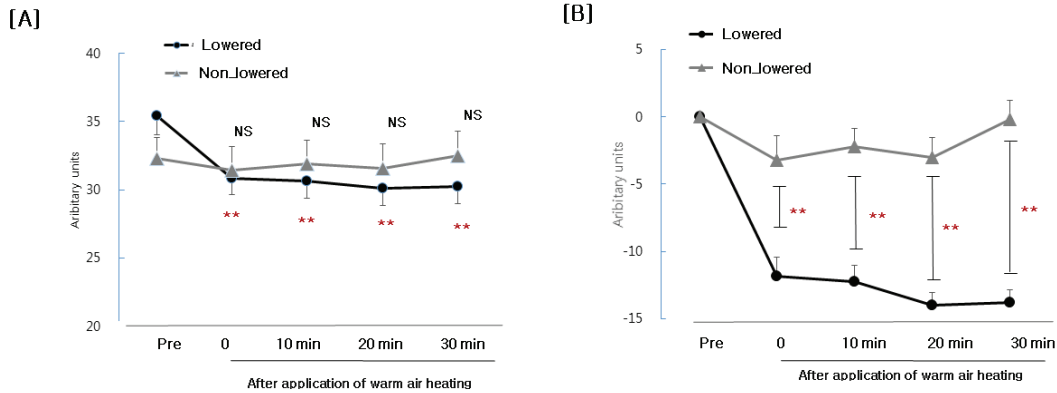 [A]
Lowered
Non_lowered
40
35
30
25
20
Aribitary units
NS
NS
NS
NS
**
**
**
**
Pre
0
10 min
20 min
30 min
After application of warm air heating
[B]
Lowered
Non_lowered
5
0
-5
-10
-15
Aribitary units
**
**
**
**
Pre
0
10 min
20 min
30 min
After application of warm air heating